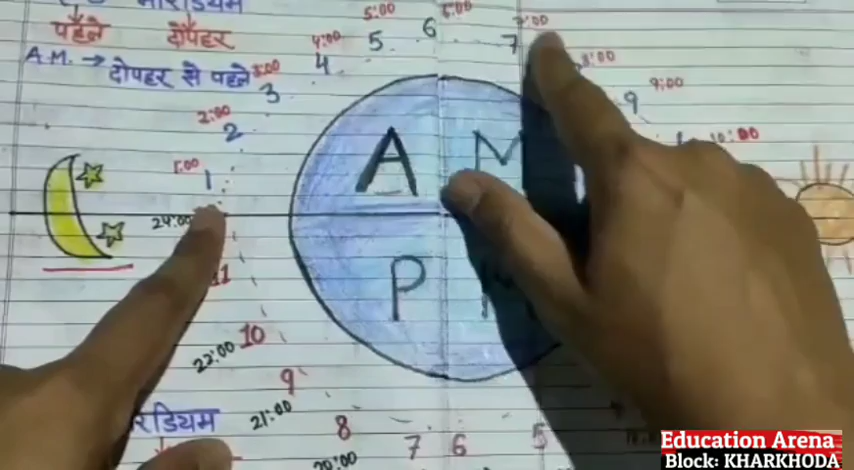 मेरिडियम
पहले दोपहर
A.M. → दोपहर से पहले
1:00 1
2:00 2
3:00 3
4:00 4
5:00 5
6 6:00
7:00 7
8:00
9:00 9
10:00
24:00
A M
P M
11
22:00 10
21:00 9
20:00 8
7 6 5
रिडियम
Education Arena
Block: KHARKHODA